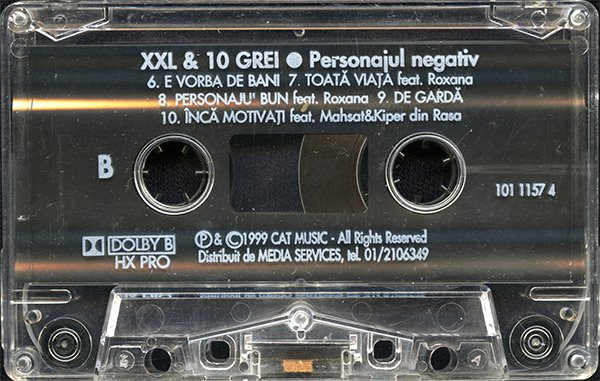 XXL & 10 GREI ● Personajul negativ
6. E VORBA DE BANI 7. TOATĂ VIAȚA feat. Roxana
8. PERSONAJU' BUN feat. Roxana 9. DE GARDĂ
10. ÎNCĂ MOTIVAȚI feat. Mahsat&Kiper din Rasa
B
101 1157 4
DOLBY B
HX PRO
℗ & ©1999 CAT MUSIC - All Rights Reserved
Distribuit de MEDIA SERVICES, tel. 01/2106349